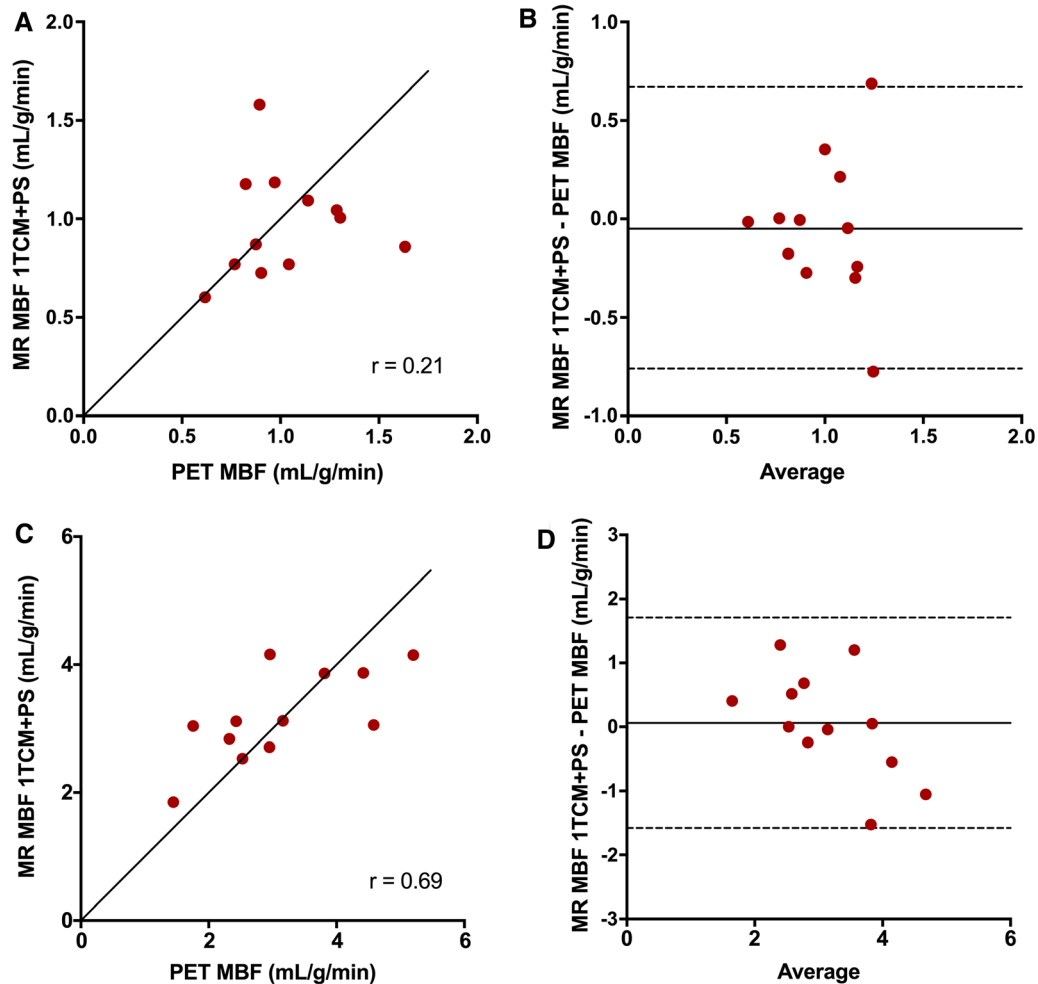 A
MR MBF 1TCM+PS (mL/g/min)
2.0
1.5
1.0
0.5
0.0
r = 0.21
0.0 0.5 1.0 1.5 2.0
PET MBF (mL/g/min)
B
MR MBF 1TCM+PS - PET MBF (mL/g/min)
1.0
0.5
0.0
-0.5
-1.0
0.0 0.5 1.0 1.5 2.0
Average
C
MR MBF 1TCM+PS (mL/g/min)
6
4
2
0
r = 0.69
0 2 4 6
PET MBF (mL/g/min)
D
MR MBF 1TCM+PS - PET MBF (mL/g/min)
3
2
1
0
-1
-2
-3
0 2 4 6
Average